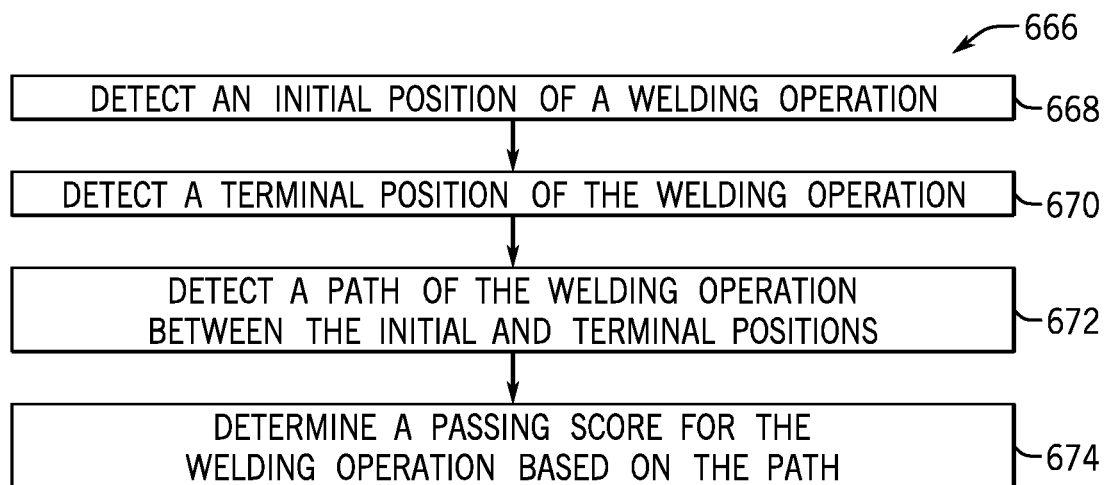 666
DETECT AN INITIAL POSITION OF A WELDING OPERATION
668
DETECT A TERMINAL POSITION OF THE WELDING OPERATION
670
DETECT A PATH OF THE WELDING OPERATION
BETWEEN THE INITIAL AND TERMINAL POSITIONS
672
DETERMINE A PASSING SCORE FOR THE
WELDING OPERATION BASED ON THE PATH
674